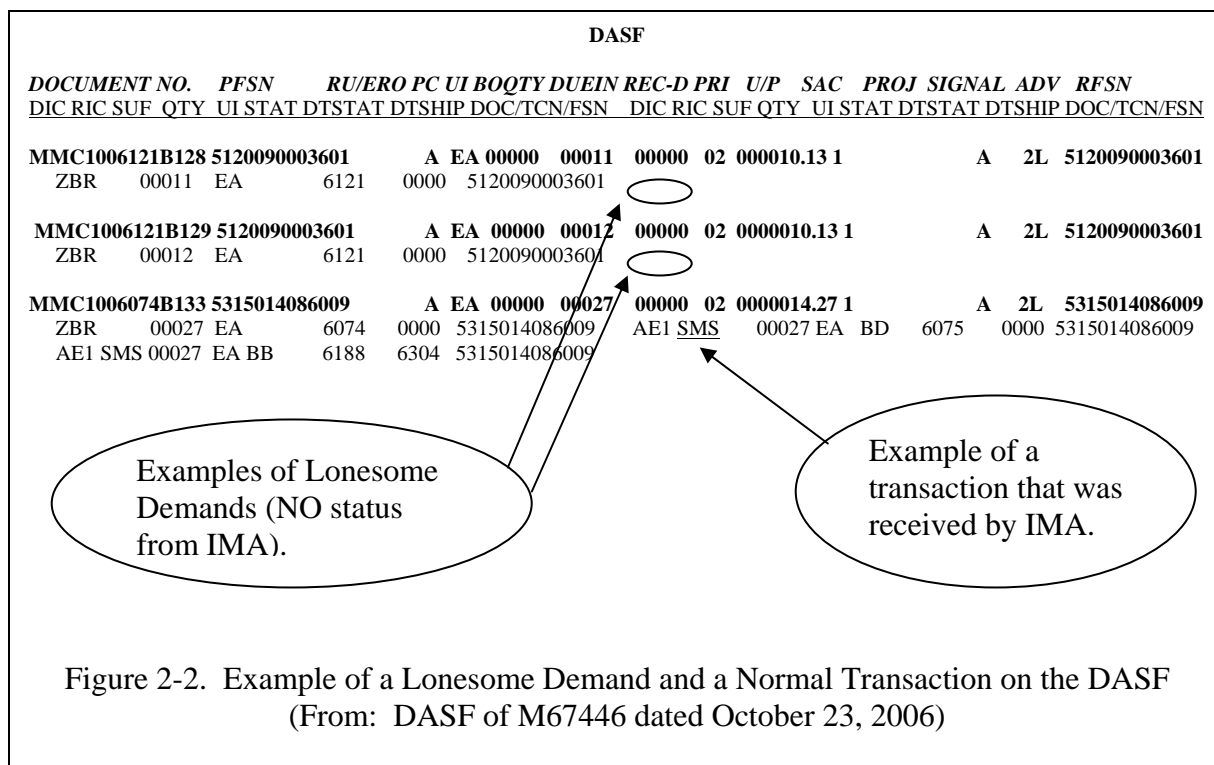 DASF
DOCUMENT NO. PFSN RU/ERO PC UI BOQTY DUEIN REC-D PRI U/P SAC PROJ SIGNAL ADV RFSN
DIC RIC SUF QTY UI STAT DTSTAT DTSHIP DOC/TCN/FSN DIC RIC SUF QTY UI STAT DTSTAT DTSHIP DOC/TCN/FSN
MMC1006121B128 5120090003601 A EA 00000 00011 00000 02 000010.13 1 A 2L 5120090003601
ZBR 00011 EA 6121 0000 5120090003601
MMC1006121B129 5120090003601 A EA 00000 00012 00000 02 0000010.13 1 A 2L 5120090003601
ZBR 00012 EA 6121 0000 5120090003601
MMC1006074B133 5315014086009 A EA 00000 00027 00000 02 0000014.27 1 A 2L 5315014086009
ZBR 00027 EA 6074 0000 5315014086009 AE1 SMS 00027 EA BD 6075 0000 5315014086009
AE1 SMS 00027 EA BB 6188 6304 5315014086009
Examples of Lonesome
Demands (NO status
from IMA).
Example of a
transaction that was
received by IMA.
Figure 2-2. Example of a Lonesome Demand and a Normal Transaction on the DASF
(From: DASF of M67446 dated October 23, 2006)